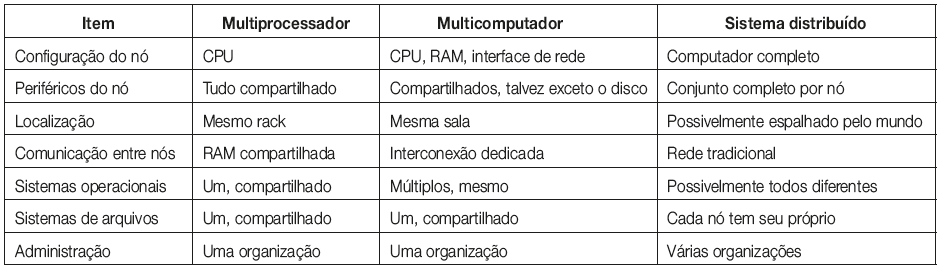 Item Multiprocessador Multicomputador Sistema distribuído
Configuração do nó CPU CPU, RAM, interface de rede Computador completo
Periféricos do nó Tudo compartilhado Compartilhados, talvez exceto o disco Conjunto completo por nó
Localização Mesmo rack Mesma sala Possivelmente espalhado pelo mundo
Comunicação entre nós RAM compartilhada Interconexão dedicada Rede tradicional
Sistemas operacionais Um, compartilhado Múltiplos, mesmo Possivelmente todos diferentes
Sistemas de arquivos Um, compartilhado Um, compartilhado Cada nó tem seu próprio
Administração Uma organização Uma organização Várias organizações